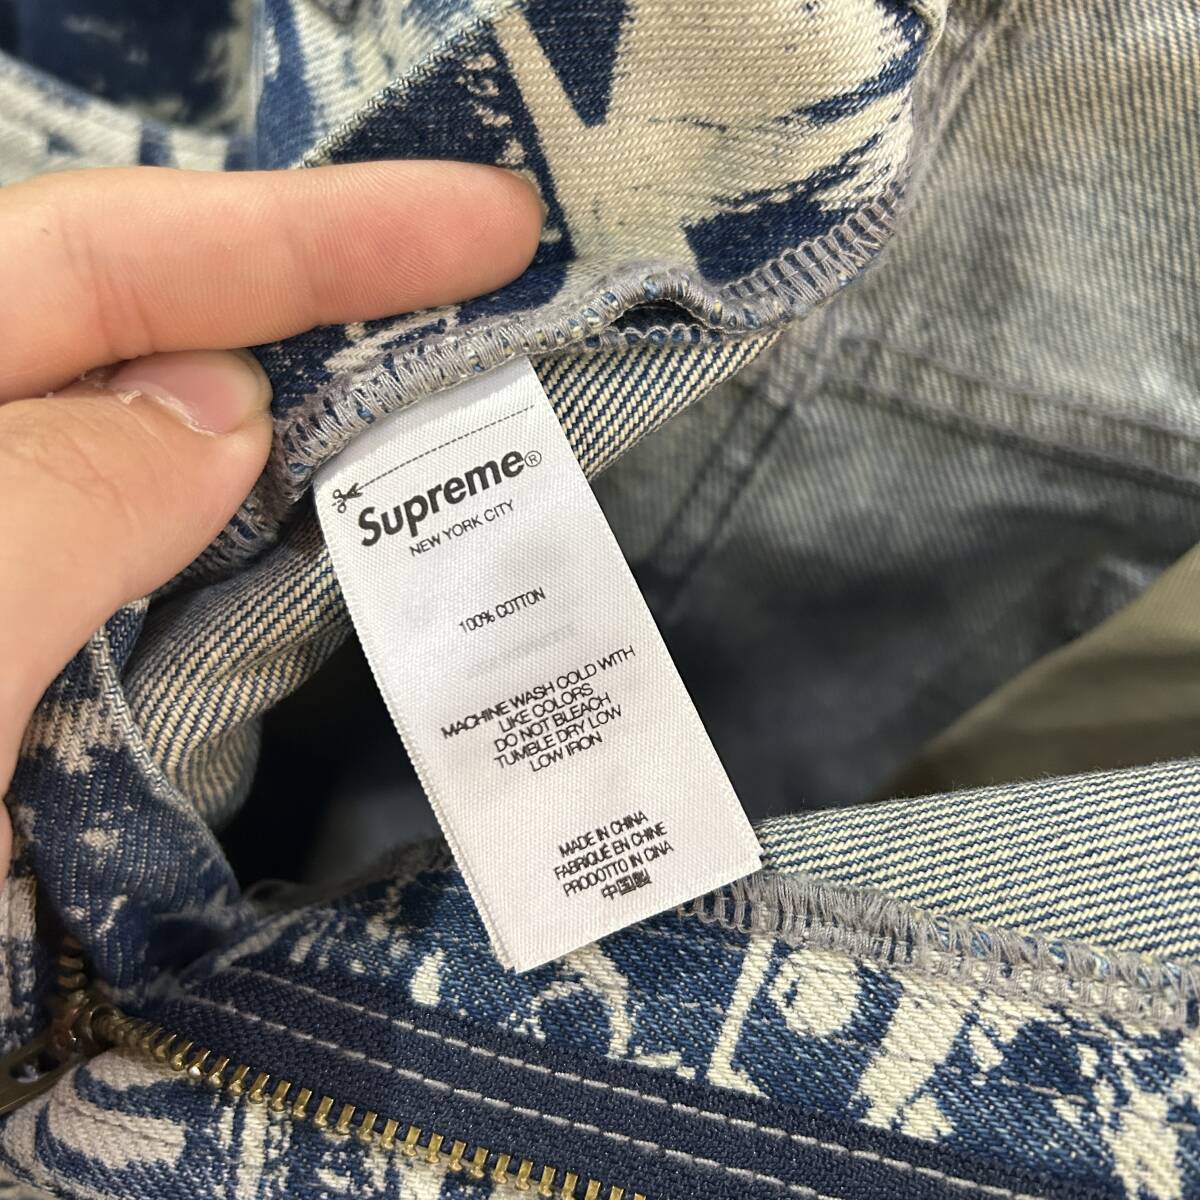 Supreme®
NEW YORK CITY
100% COTTON
MACHINE WASH COLD WITH
LIKE COLORS
DO NOT BLEACH
TUMBLE DRY LOW
LOW IRON
MADE IN CHINA
FABRIQUÉ EN CHINE
PRODOTTO IN CINA
中国製